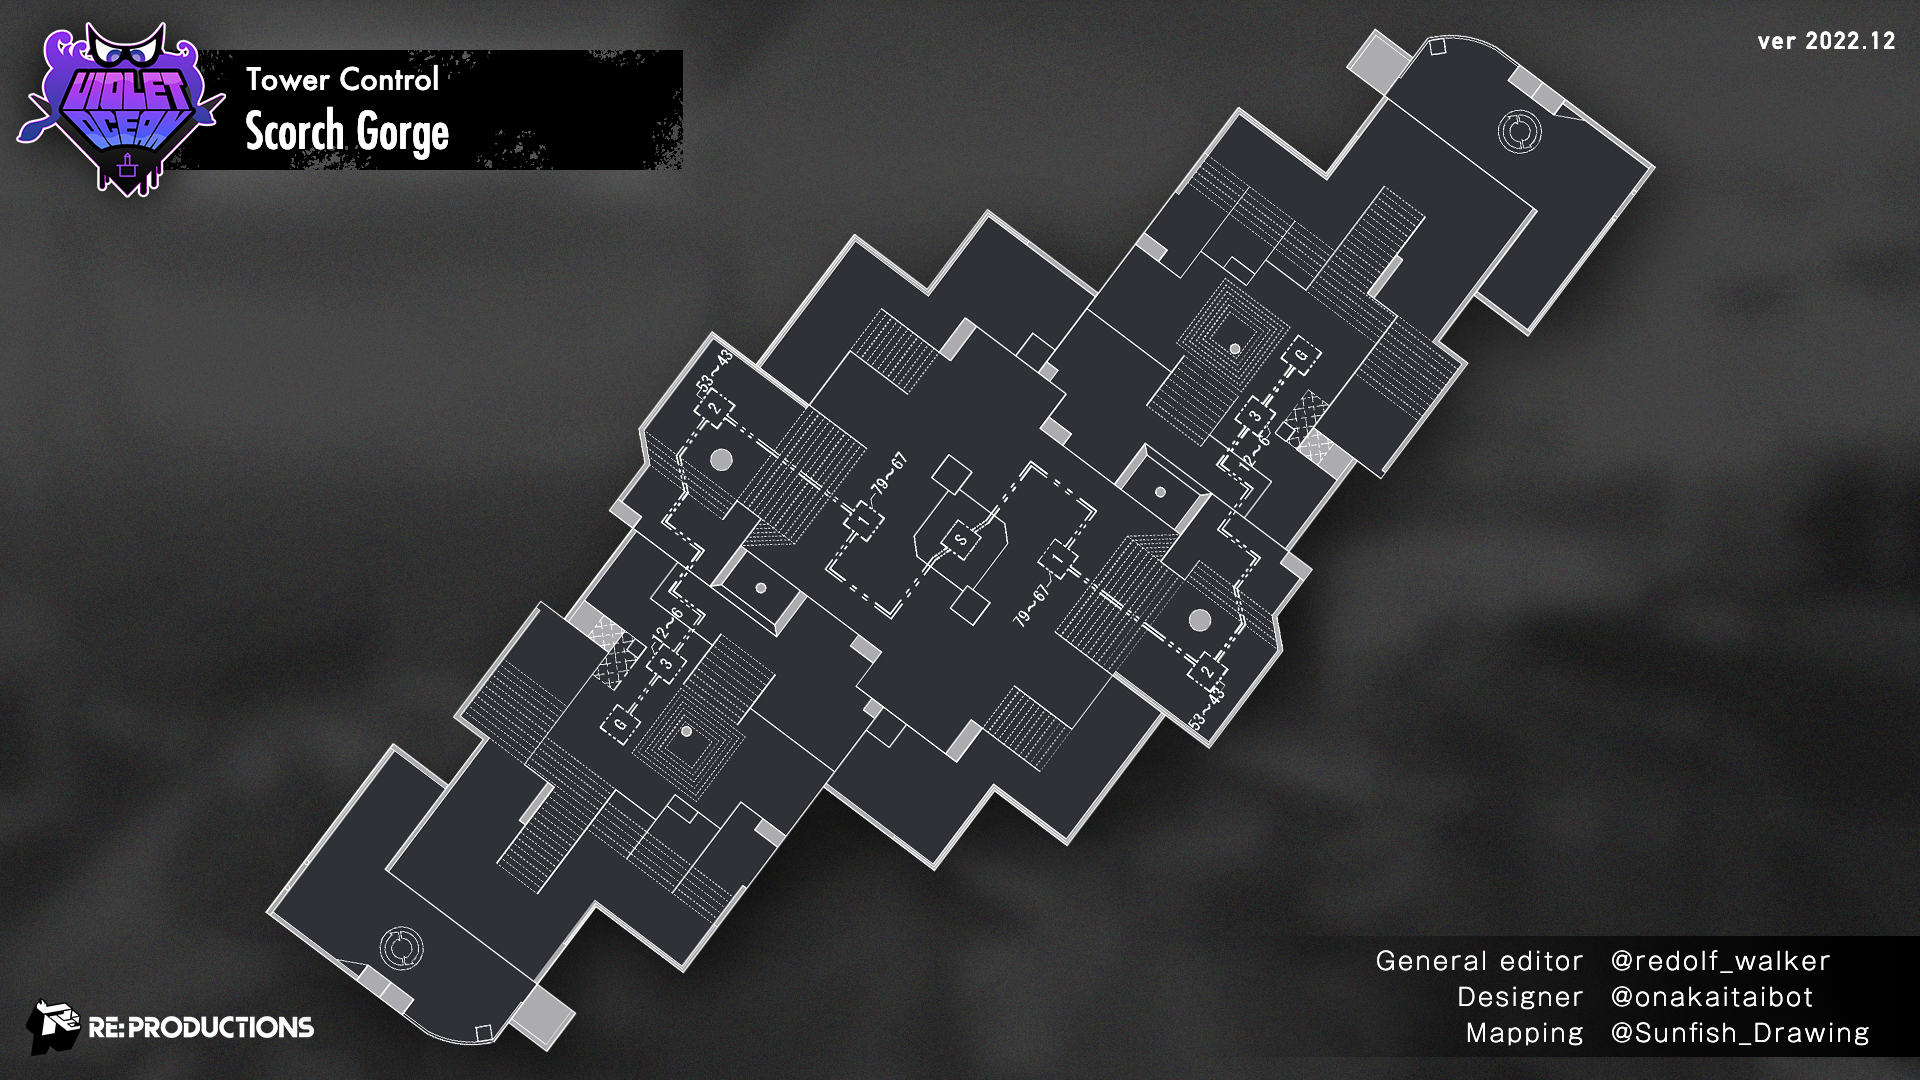 VIOLET
OCEAN
Tower Control
Scorch Gorge
ver 2022.12
G
3
12~6
53~43
2
1
79~67
S
1
79~67
2
53~43
12~6
3
G
General editor @redolf_walker
Designer @onakaitaibot
Mapping @Sunfish_Drawing
RE:PRODUCTIONS